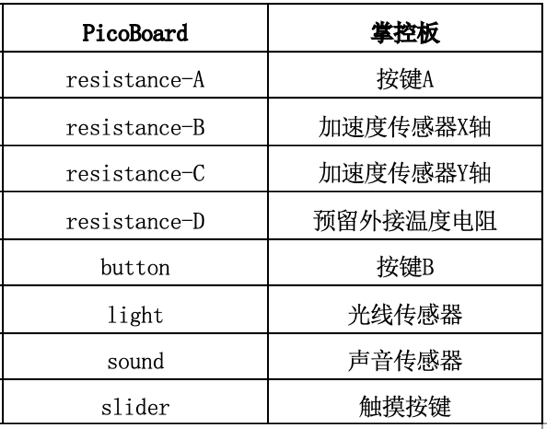 PicoBoard 掌控板
resistance-A 按键A
resistance-B 加速度传感器X轴
resistance-C 加速度传感器Y轴
resistance-D 预留外接温度电阻
button 按键B
light 光线传感器
sound 声音传感器
slider 触摸按键